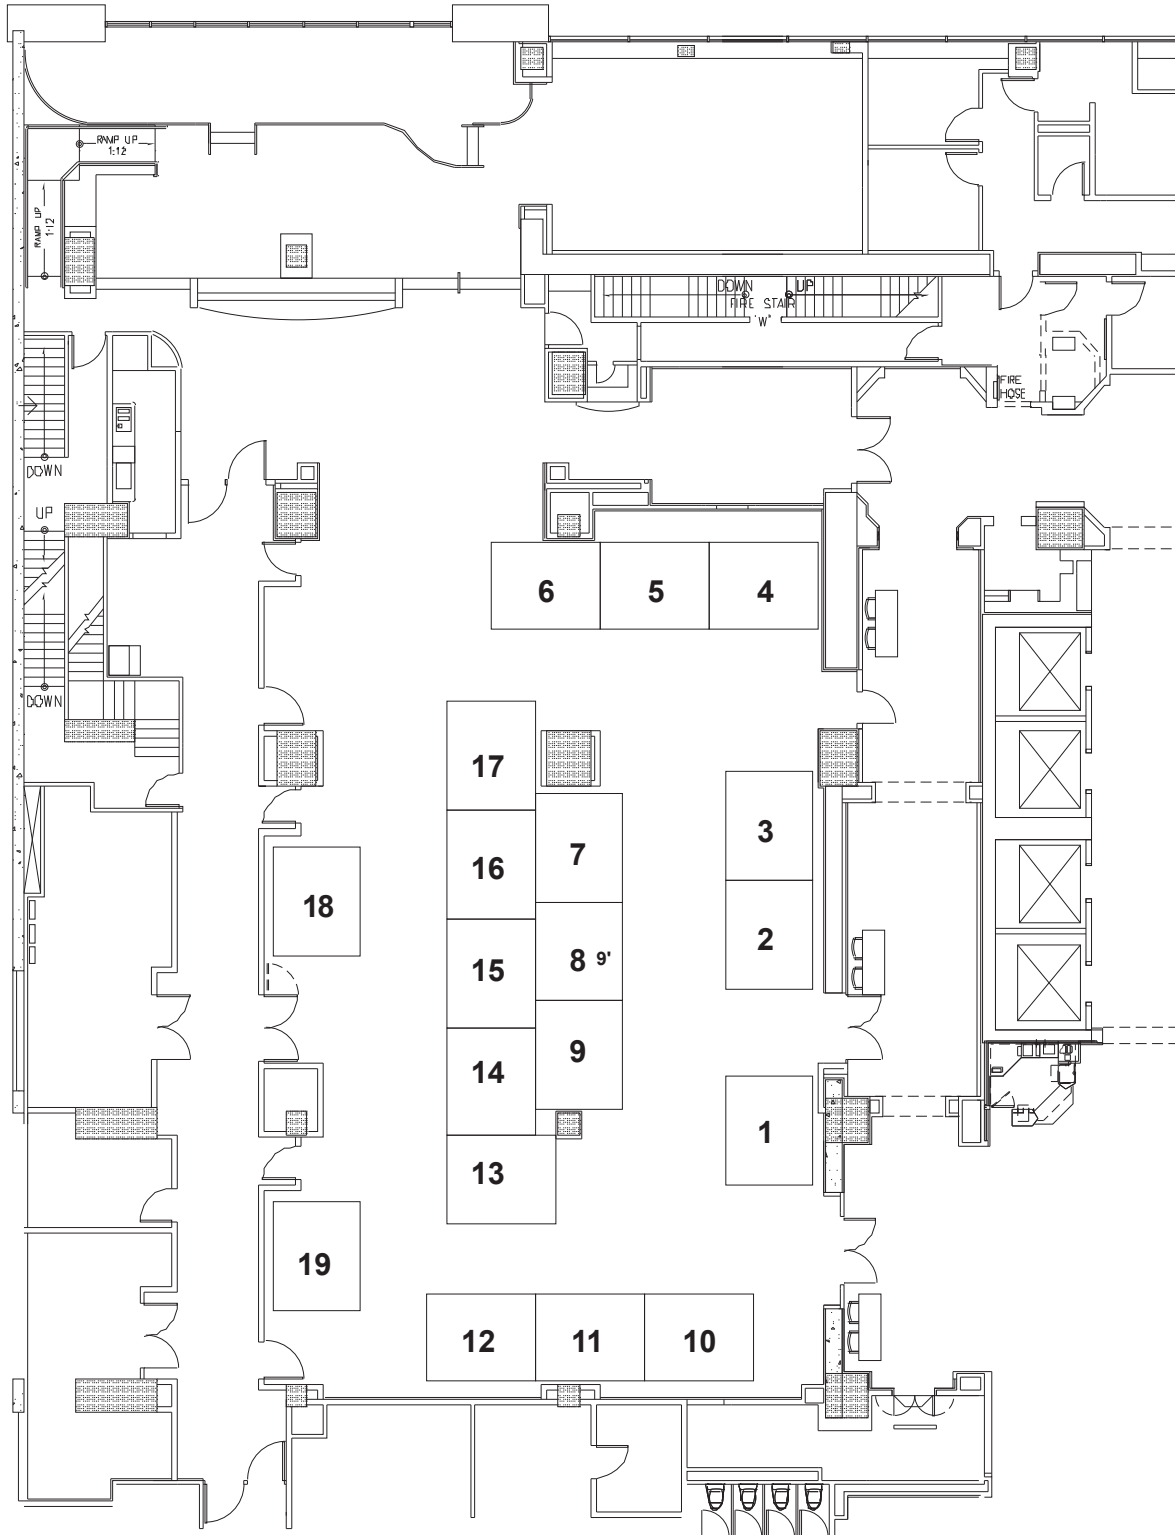 RAMP UP
1:12
RAMP UP
1:12
DOWN UP
FIRE STAIR
"W"
FIRE
HOSE
DOWN
UP
DOWN
6 5 4
17
3
7
16
18
2
8 9'
15
9
14
1
13
19
12 11 10